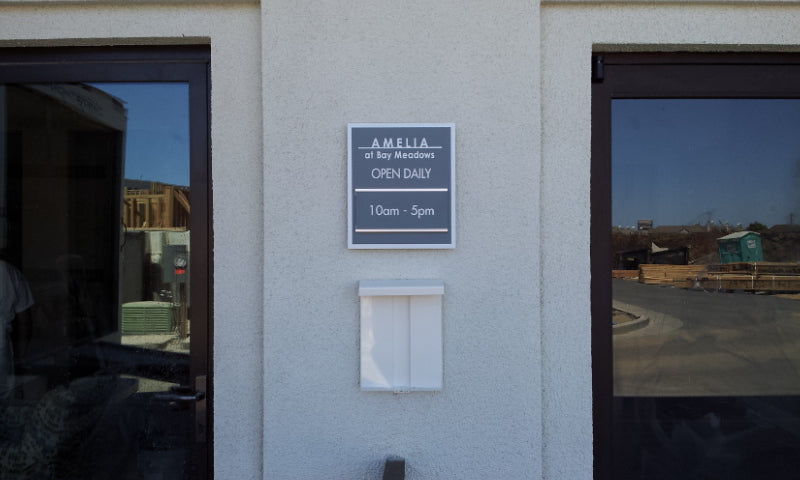 AMELIA
at Bay Meadows
OPEN DAILY
10am - 5pm